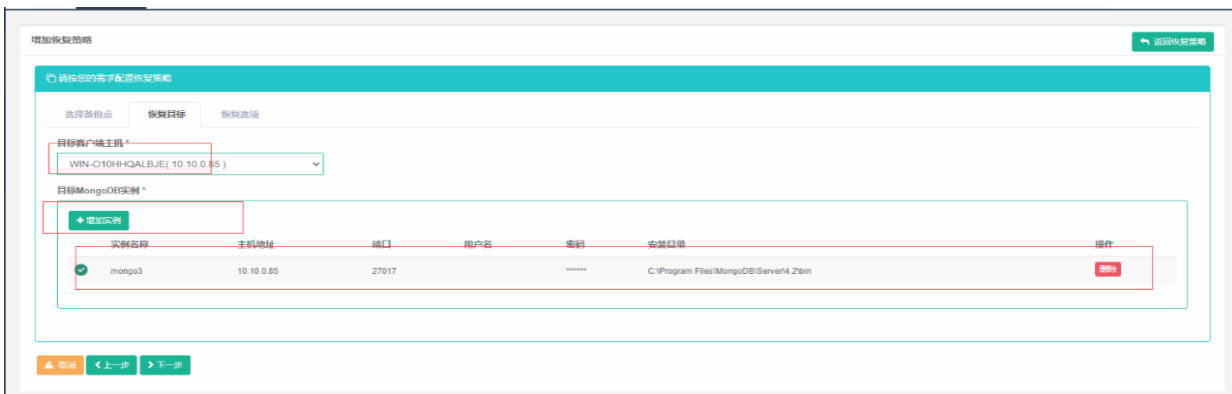 增加恢复策略
返回恢复策略
请按您的需求配置恢复策略
选择备份点 恢复目标 恢复选项
目标客户端主机 *
WIN-O10HHQALBJE( 10.10.0.85 )
目标MongoDB实例 *
+增加实例
实例名称 主机地址 端口 用户名 密码 安装目录 操作
mongo3 10.10.0.85 27017 ****** C:\Program Files\MongoDB\Server\4.2\bin 删除
取消 上一步 下一步